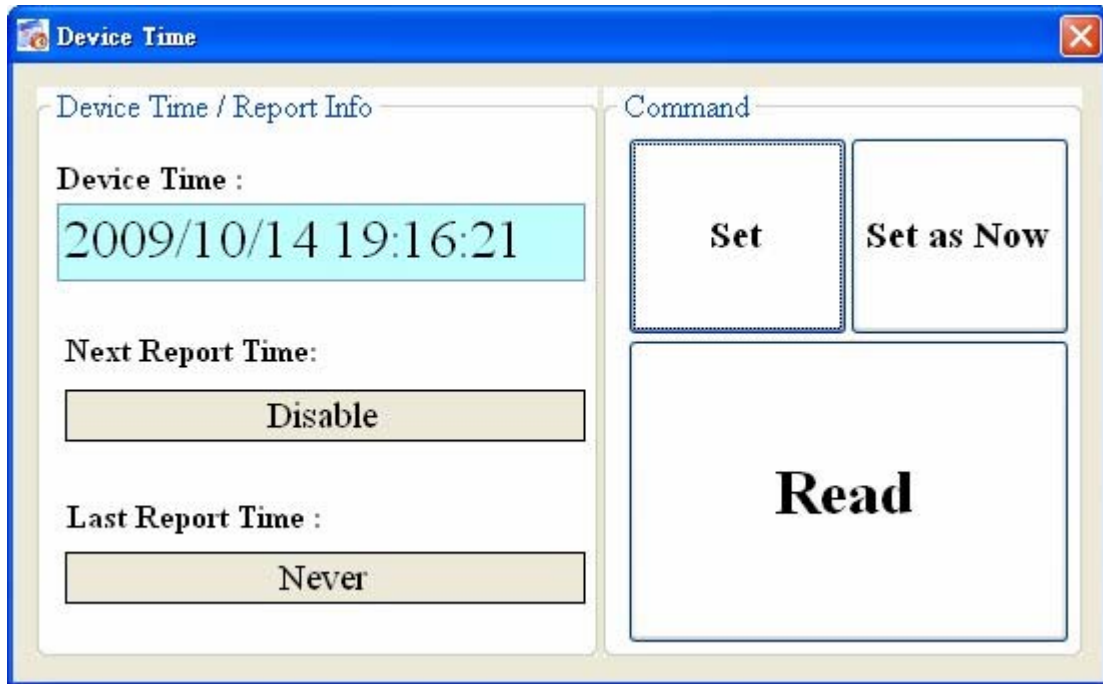 Device Time
Device Time / Report Info
Device Time :
2009/10/14 19:16:21
Next Report Time:
Disable
Last Report Time :
Never
Command
Set
Set as Now
Read